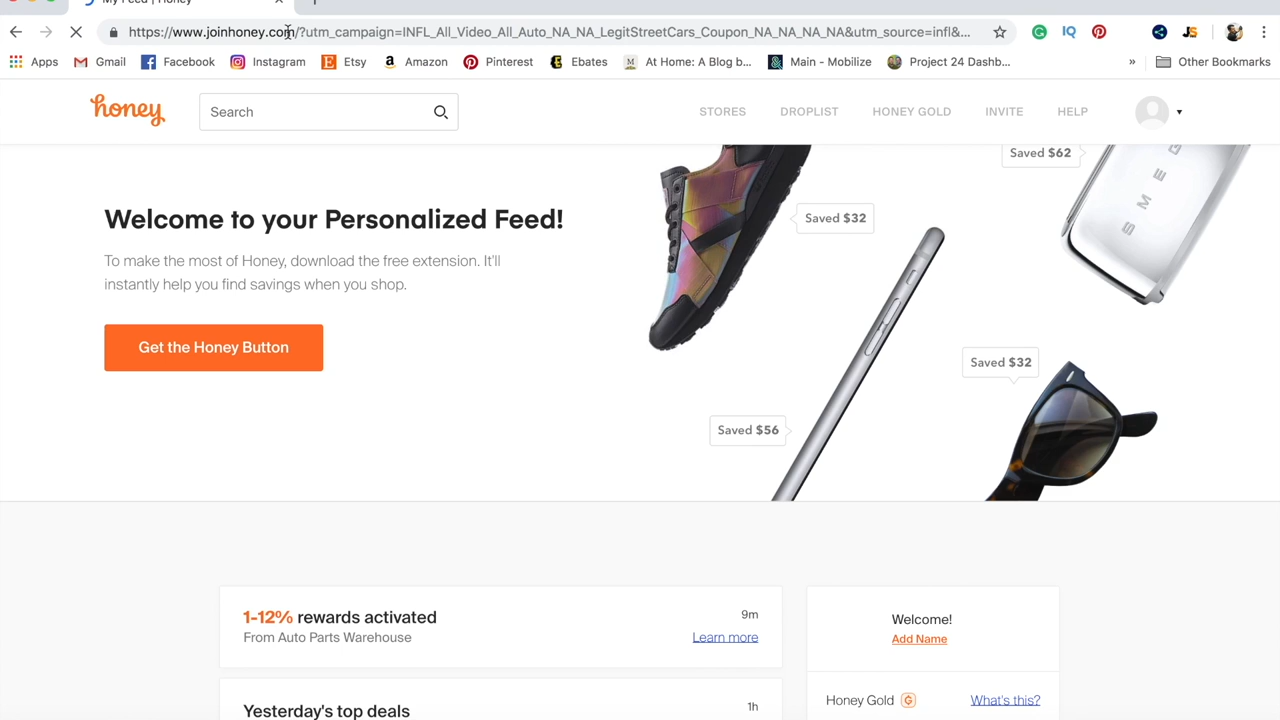 My Feed | Honey
https://www.joinhoney.com/?utm_campaign=INFL_All_Video_All_Auto_NA_NA_LegitStreetCars_Coupon_NA_NA_NA_NA&utm_source=infl&...
Apps Gmail Facebook Instagram Etsy Amazon Pinterest Ebates At Home: A Blog b... Main - Mobilize Project 24 Dashb... » Other Bookmarks
honey Search STORES DROPLIST HONEY GOLD INVITE HELP
Saved $62
SMEG
Saved $32
Welcome to your Personalized Feed!
To make the most of Honey, download the free extension. It'll
instantly help you find savings when you shop.
Get the Honey Button
Saved $32
Saved $56
1-12% rewards activated 9m
From Auto Parts Warehouse Learn more
Welcome!
Add Name
Yesterday's top deals 1h
Honey Gold What's this?